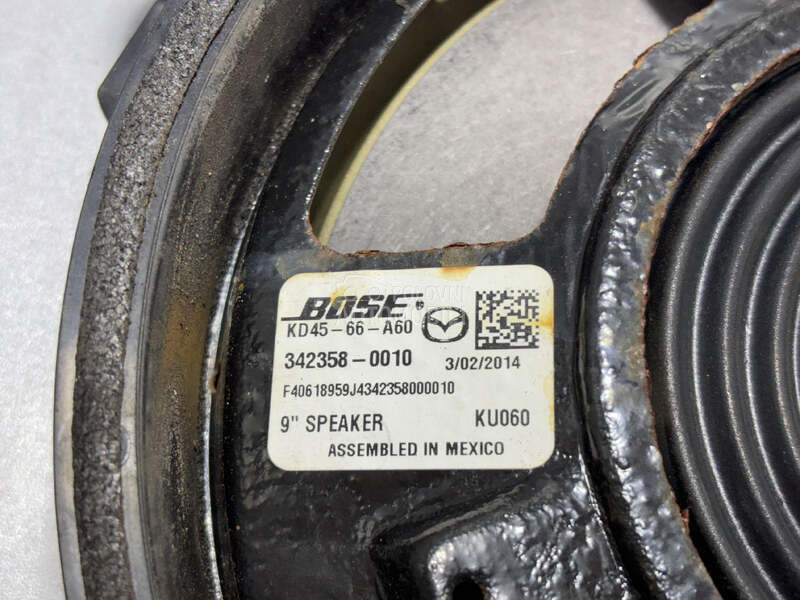 BOSE
KD45-66-A60
342358-0010 3/02/2014
F40618959J4342358000010
9" SPEAKER KU060
ASSEMBLED IN MEXICO